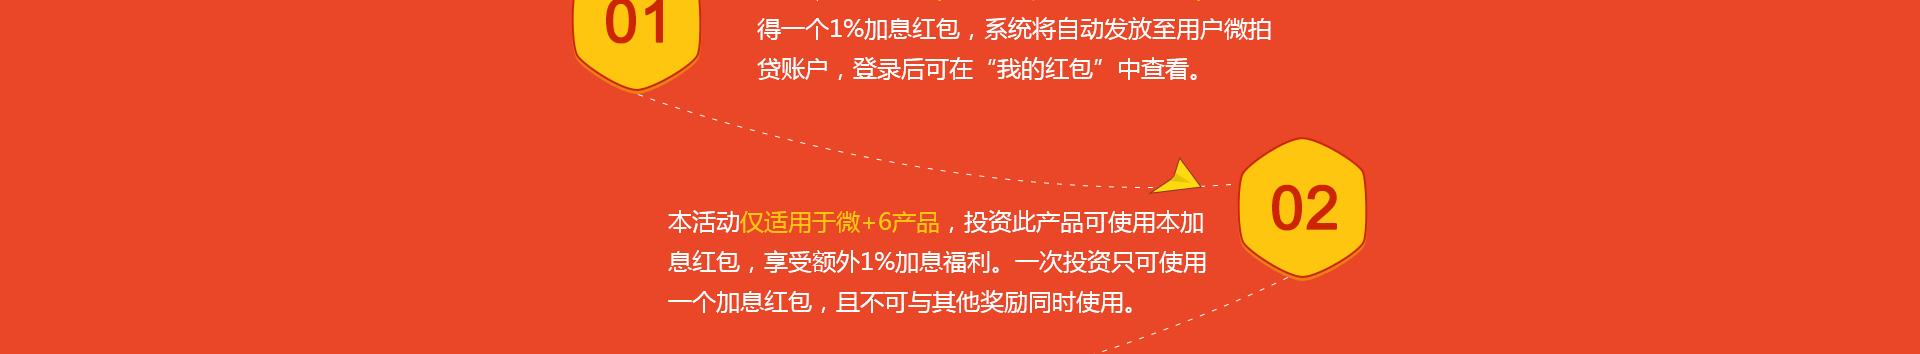 01
得一个1%加息红包，系统将自动发放至用户微拍
贷账户，登录后可在“我的红包”中查看。
02
本活动仅适用于微+6产品，投资此产品可使用本加
息红包，享受额外1%加息福利。一次投资只可使用
一个加息红包，且不可与其他奖励同时使用。